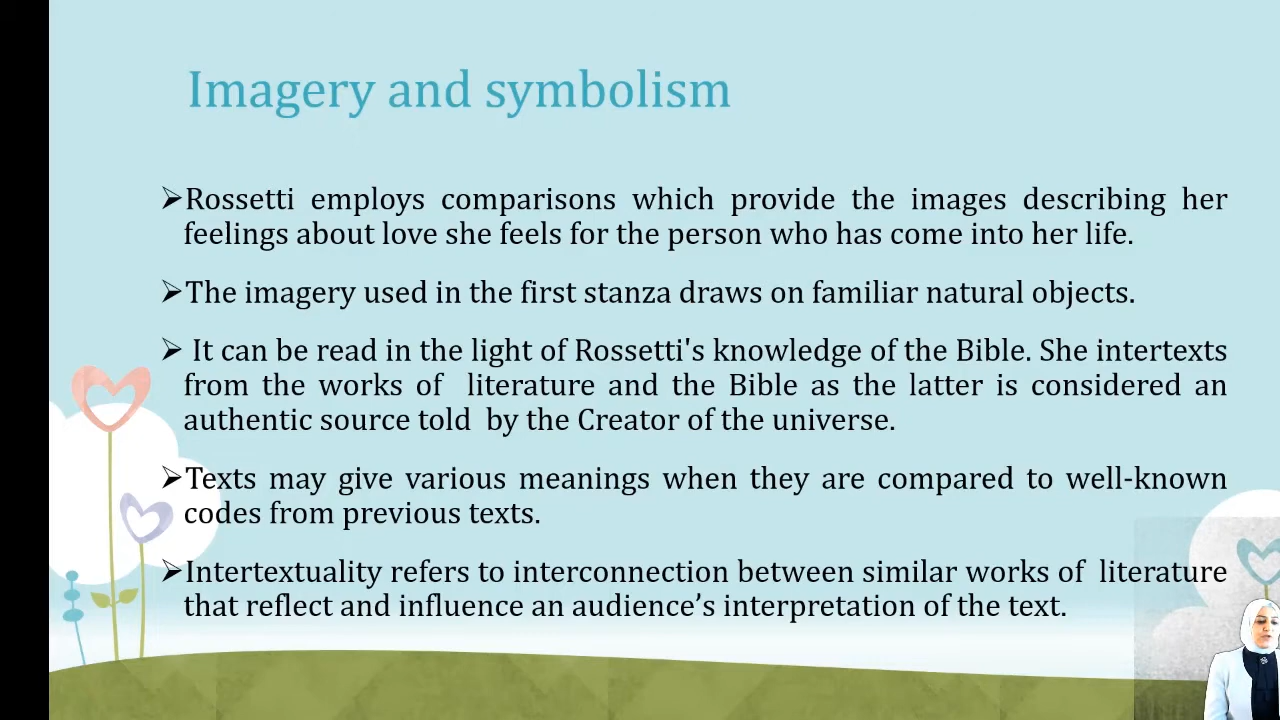 Imagery and symbolism
➢Rossetti employs comparisons which provide the images describing her
feelings about love she feels for the person who has come into her life.
➢The imagery used in the first stanza draws on familiar natural objects.
➢ It can be read in the light of Rossetti's knowledge of the Bible. She intertexts
from the works of literature and the Bible as the latter is considered an
authentic source told by the Creator of the universe.
➢Texts may give various meanings when they are compared to well-known
codes from previous texts.
➢Intertextuality refers to interconnection between similar works of literature
that reflect and influence an audience’s interpretation of the text.